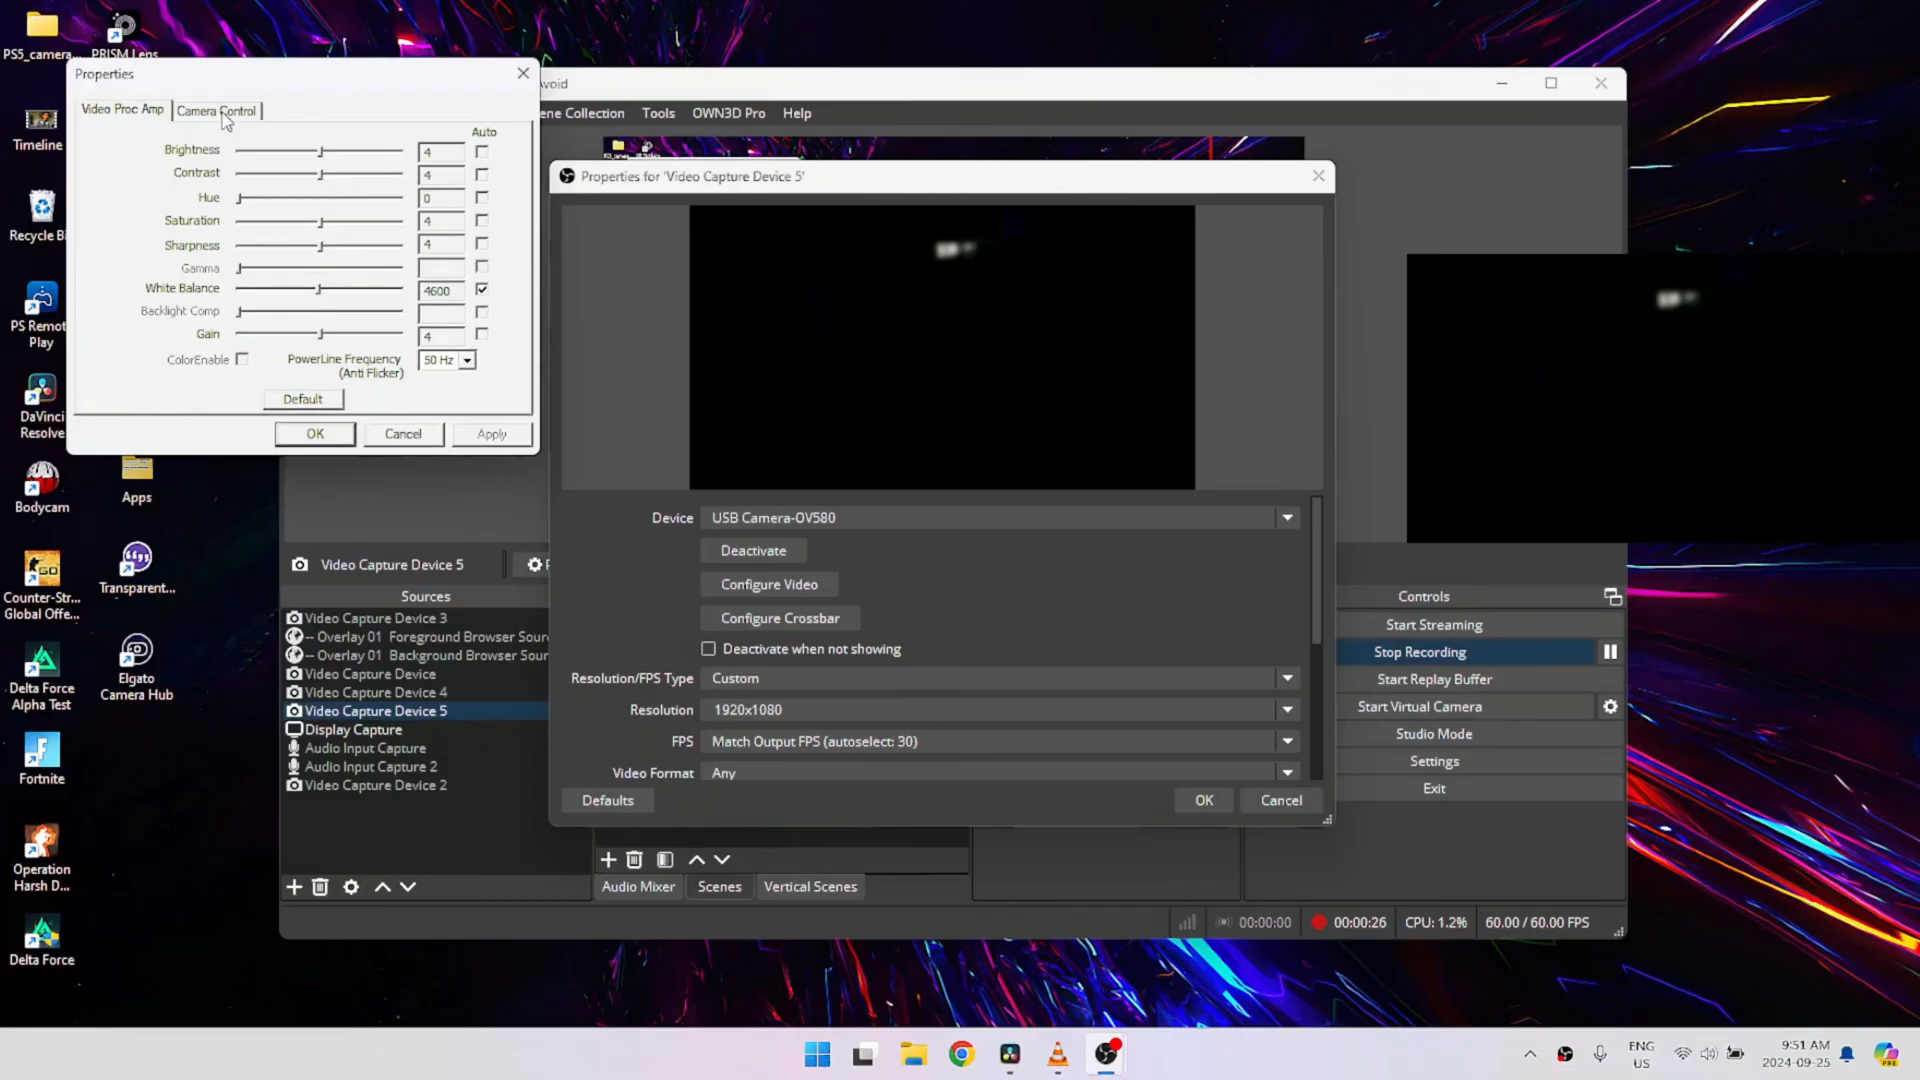 PS5_camera...
PRISM Lens
Timeline
Recycle Bi
PS Remot
Play
DaVinci
Resolve
Bodycam
Apps
Counter-Str...
Global Offe...
Transparent...
Delta Force
Alpha Test
Elgato
Camera Hub
Fortnite
Operation
Harsh D...
Delta Force
Properties
Video Proc Amp
Camera Control
Auto
Brightness 4
Contrast 4
Hue 0
Saturation 4
Sharpness 4
Gamma
White Balance 4600
Backlight Comp
Gain 4
ColorEnable
PowerLine Frequency
(Anti Flicker)
50 Hz
Default
OK Cancel Apply
void
ene Collection Tools OWN3D Pro Help
Properties for 'Video Capture Device 5'
Device USB Camera-OV580
Deactivate
Configure Video
Configure Crossbar
Deactivate when not showing
Resolution/FPS Type Custom
Resolution 1920x1080
FPS Match Output FPS (autoselect: 30)
Video Format Any
Defaults OK Cancel
Video Capture Device 5
Sources
Video Capture Device 3
-- Overlay 01 Foreground Browser Sour
-- Overlay 01 Background Browser Sour
Video Capture Device
Video Capture Device 4
Video Capture Device 5
Display Capture
Audio Input Capture
Audio Input Capture 2
Video Capture Device 2
Audio Mixer Scenes Vertical Scenes
Controls
Start Streaming
Stop Recording
Start Replay Buffer
Start Virtual Camera
Studio Mode
Settings
Exit
00:00:00 00:00:26 CPU: 1.2% 60.00 / 60.00 FPS
ENG
US
9:51 AM
2024-09-25
PRE